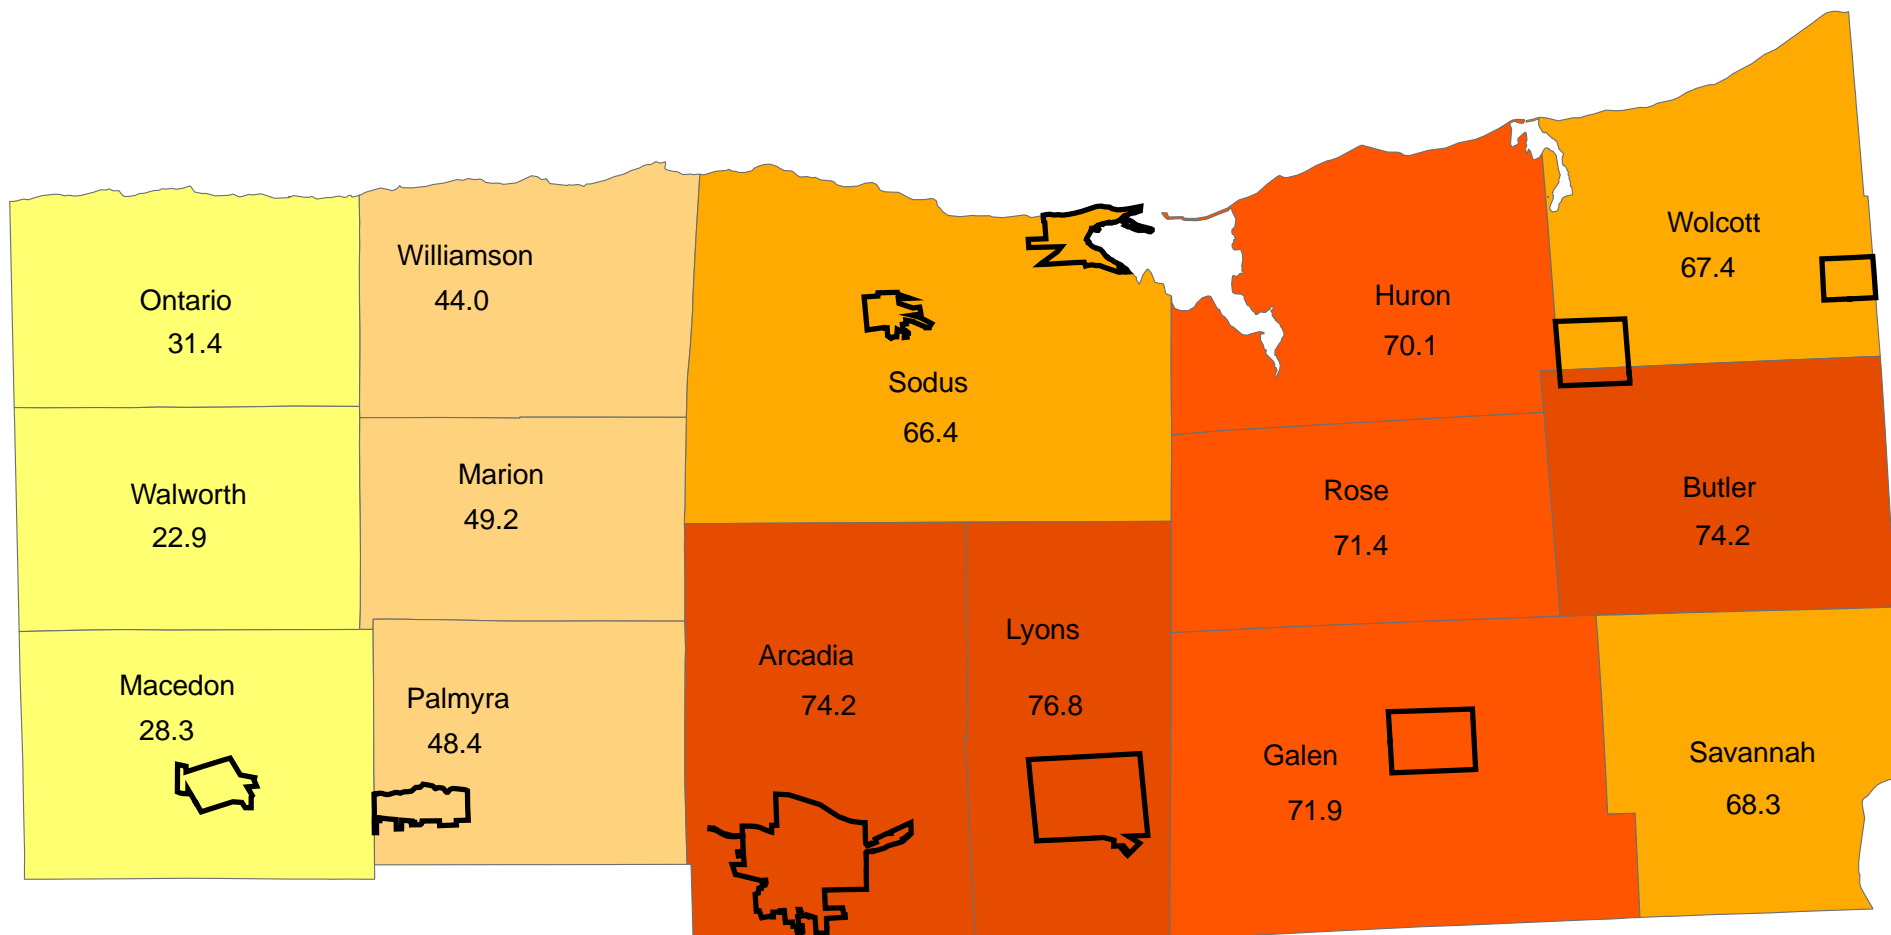 Ontario
31.4
Williamson
44.0
Sodus
66.4
Huron
70.1
Wolcott
67.4
Walworth
22.9
Marion
49.2
Rose
71.4
Butler
74.2
Macedon
28.3
Palmyra
48.4
Arcadia
74.2
Lyons
76.8
Galen
71.9
Savannah
68.3